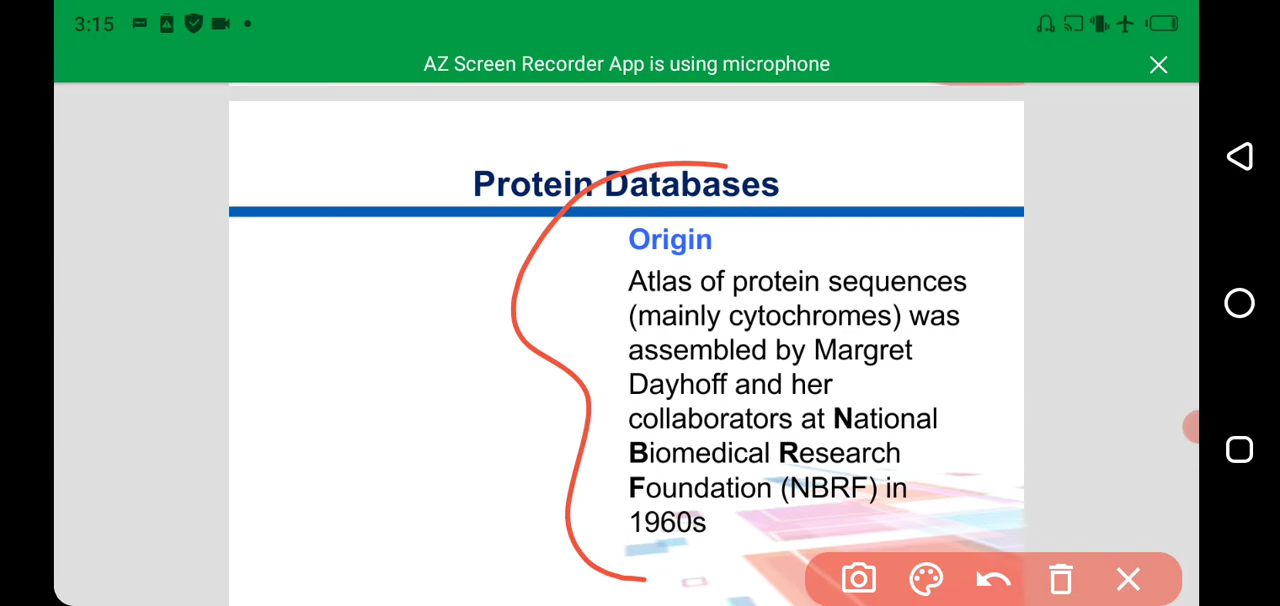 3:15
AZ Screen Recorder App is using microphone
Protein Databases
Origin
Atlas of protein sequences
(mainly cytochromes) was
assembled by Margret
Dayhoff and her
collaborators at National
Biomedical Research
Foundation (NBRF) in
1960s